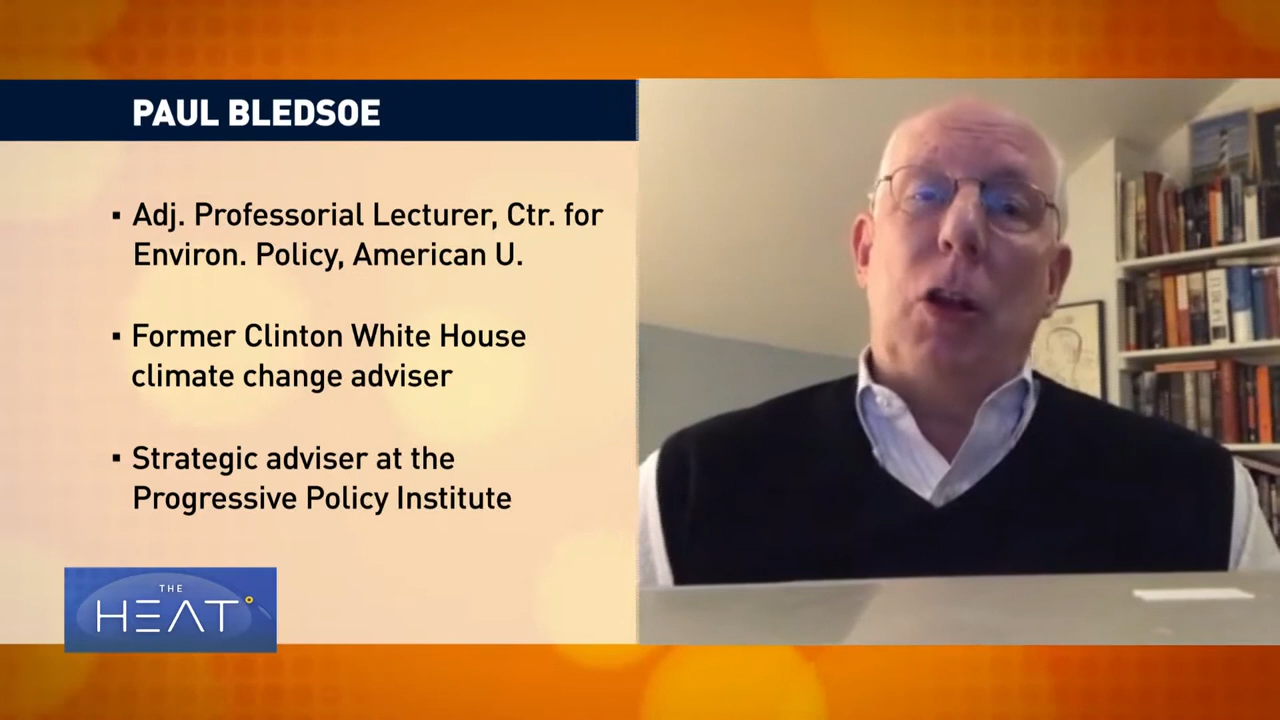 PAUL BLEDSOE
▪ Adj. Professorial Lecturer, Ctr. for
Environ. Policy, American U.
▪ Former Clinton White House
climate change adviser
▪ Strategic adviser at the
Progressive Policy Institute
THE
HEAT°